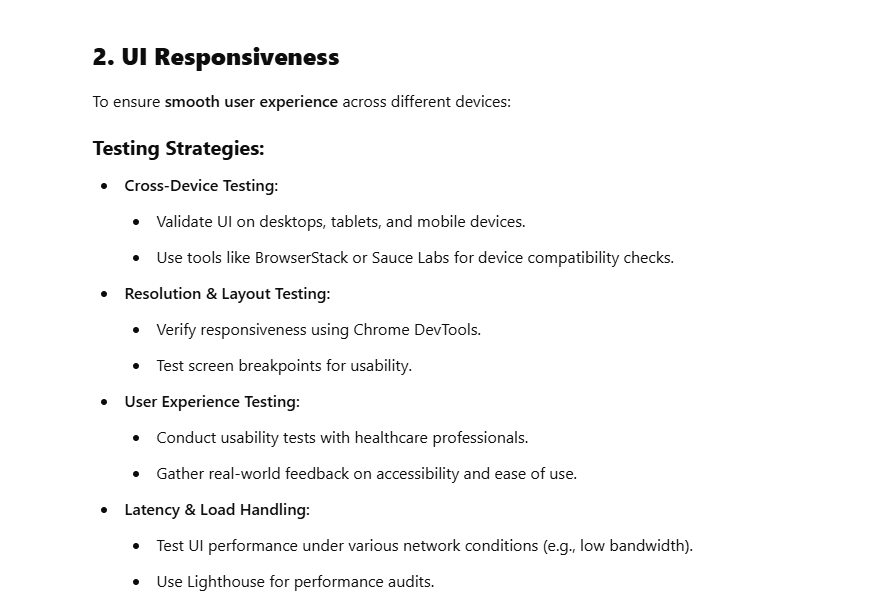 2. UI Responsiveness
To ensure smooth user experience across different devices:
Testing Strategies:
• Cross-Device Testing:
• Validate UI on desktops, tablets, and mobile devices.
• Use tools like BrowserStack or Sauce Labs for device compatibility checks.
• Resolution & Layout Testing:
• Verify responsiveness using Chrome DevTools.
• Test screen breakpoints for usability.
• User Experience Testing:
• Conduct usability tests with healthcare professionals.
• Gather real-world feedback on accessibility and ease of use.
• Latency & Load Handling:
• Test UI performance under various network conditions (e.g., low bandwidth).
• Use Lighthouse for performance audits.